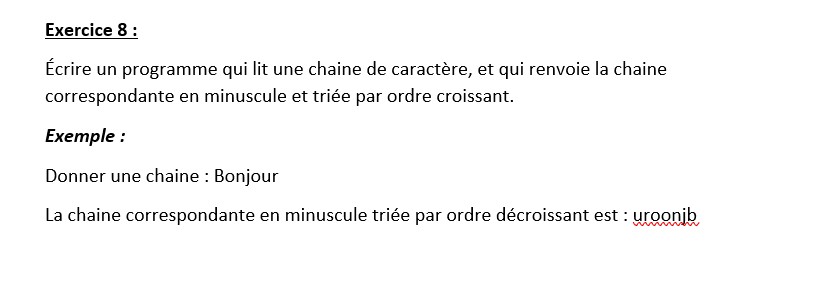 Exercice 8 :
Écrire un programme qui lit une chaine de caractère, et qui renvoie la chaine
correspondante en minuscule et triée par ordre croissant.
Exemple :
Donner une chaine : Bonjour
La chaine correspondante en minuscule triée par ordre décroissant est : uroonjb